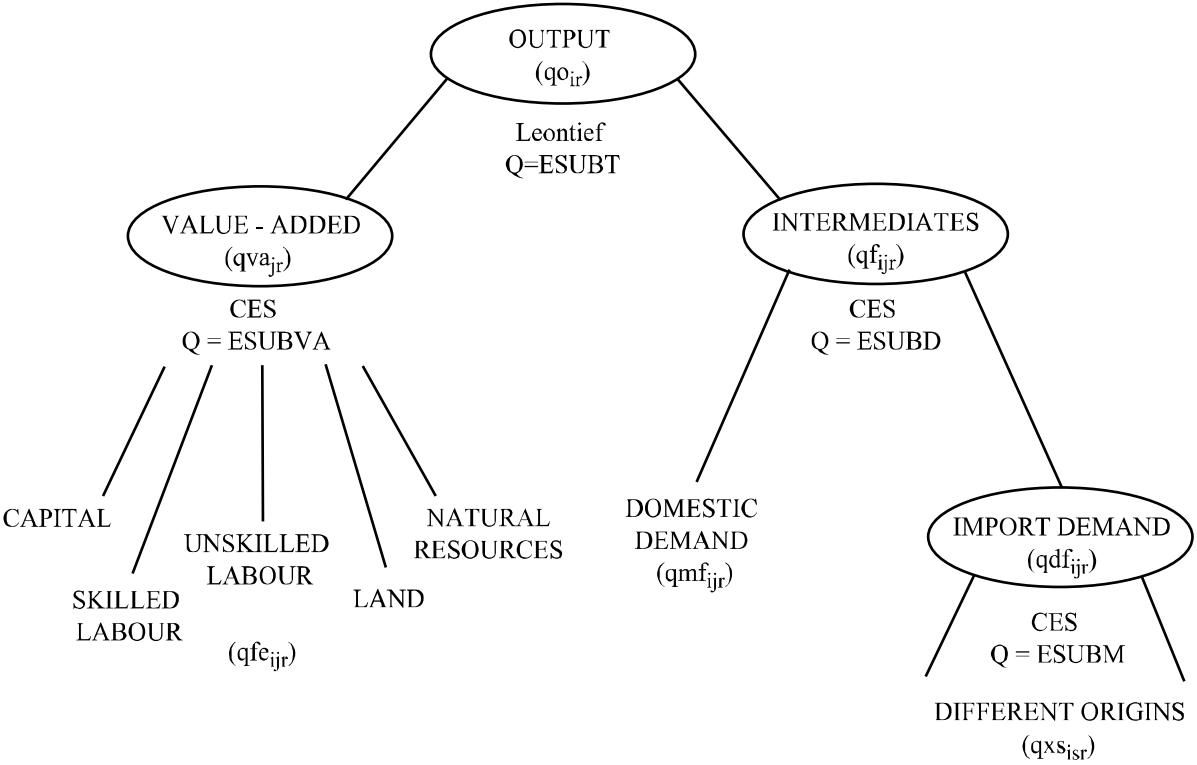 OUTPUT
(qo_ir)
Leontief
Q=ESUBT
VALUE - ADDED
(qva_jr)
CES
Q = ESUBVA
INTERMEDIATES
(qf_ijr)
CES
Q = ESUBD
CAPITAL
SKILLED
LABOUR
UNSKILLED
LABOUR
LAND
NATURAL
RESOURCES
(qfe_ijr)
DOMESTIC
DEMAND
(qmf_ijr)
IMPORT DEMAND
(qdf_ijr)
CES
Q = ESUBM
DIFFERENT ORIGINS
(qxs_isr)